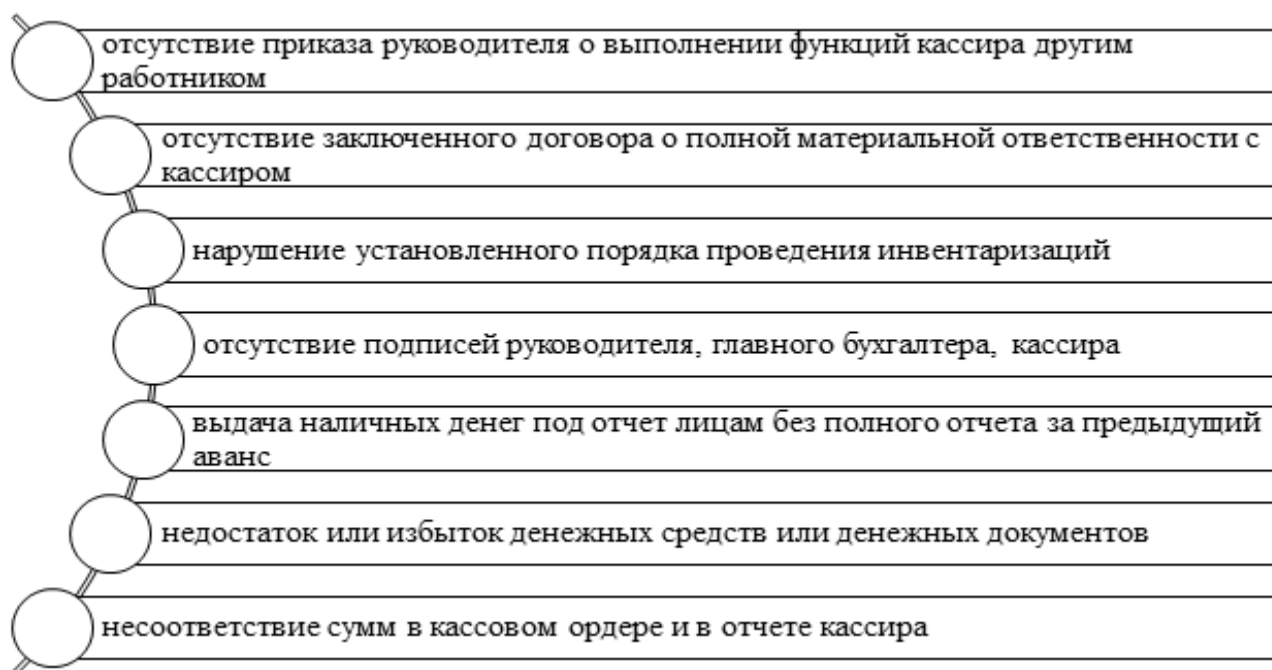 отсутствие приказа руководителя о выполнении функций кассира другим
работником
отсутствие заключенного договора о полной материальной ответственности с
кассиром
нарушение установленного порядка проведения инвентаризаций
отсутствие подписей руководителя, главного бухгалтера, кассира
выдача наличных денег под отчет лицам без полного отчета за предыдущий
аванс
недостаток или избыток денежных средств или денежных документов
несоответствие сумм в кассовом ордере и в отчете кассира